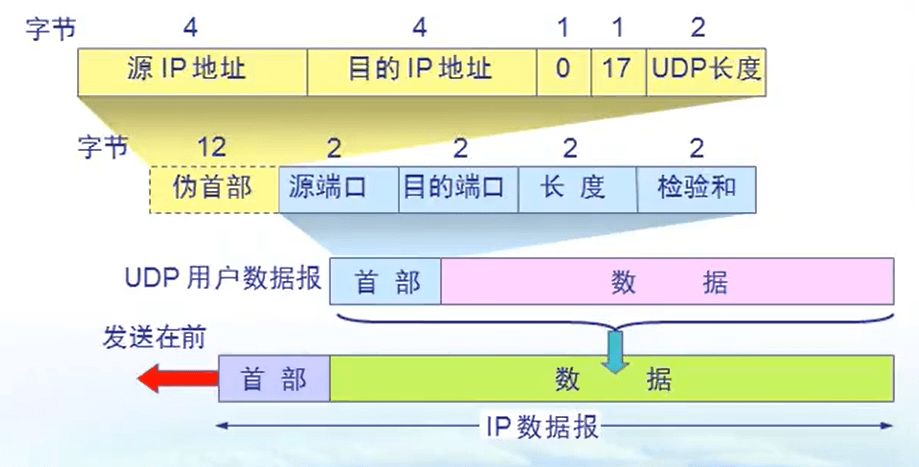 字节 4 4 1 1 2
源 IP 地址 目的 IP 地址 0 17 UDP 长度
字节 12 2 2 2 2
伪首部 源端口 目的端口 长 度 检验和
UDP 用户数据报 首 部 数 据
发送在前
首 部 数 据
IP 数据报